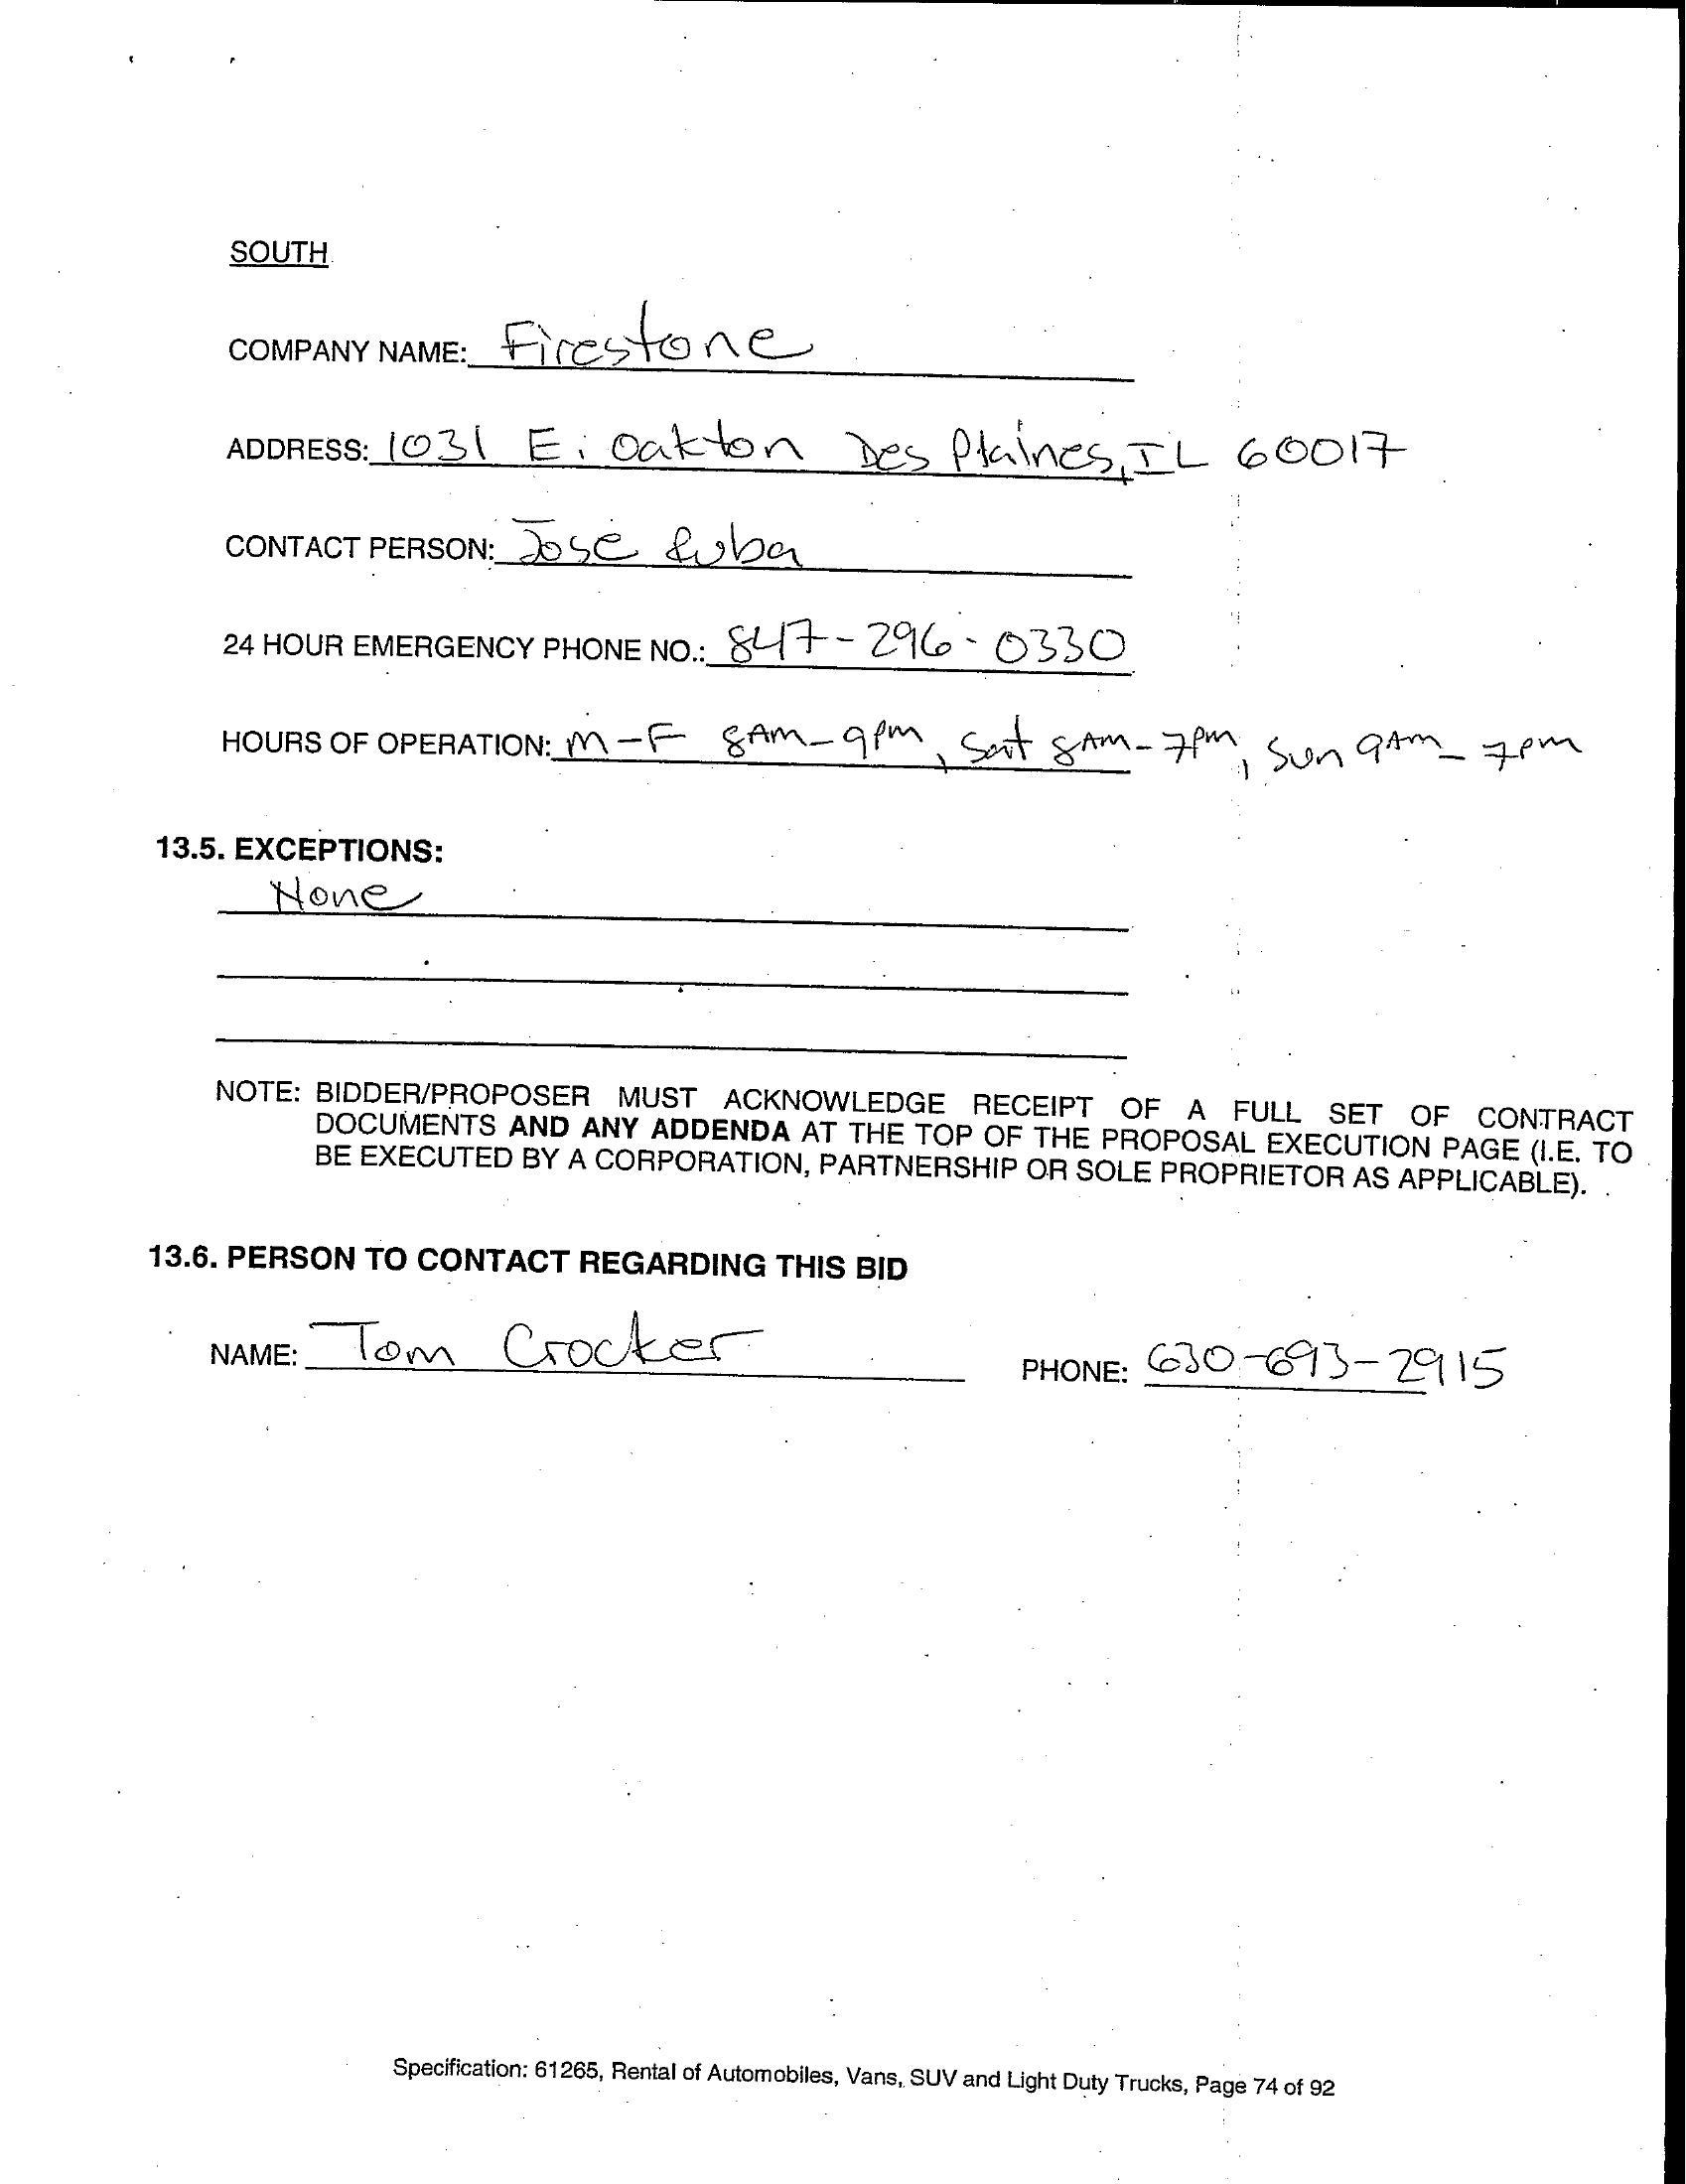 SOUTH
COMPANY NAME: Firestone
ADDRESS: 1031 E. Oakton Des Plaines, IL 60017
CONTACT PERSON: Jose
24 HOUR EMERGENCY PHONE NO.: 847-296-0330
HOURS OF OPERATION: M-F 8AM-9PM, Sat 8AM-7PM, Sun 9AM-7PM
13.5. EXCEPTIONS:
None
NOTE: BIDDER/PROPOSER MUST ACKNOWLEDGE RECEIPT OF A FULL SET OF CONTRACT
DOCUMENTS AND ANY ADDENDA AT THE TOP OF THE PROPOSAL EXECUTION PAGE (I.E. TO
BE EXECUTED BY A CORPORATION, PARTNERSHIP OR SOLE PROPRIETOR AS APPLICABLE).
13.6. PERSON TO CONTACT REGARDING THIS BID
NAME: Tom Crocker PHONE: 630-693-2915
Specification: 61265, Rental of Automobiles, Vans, SUV and Light Duty Trucks, Page 74 of 92